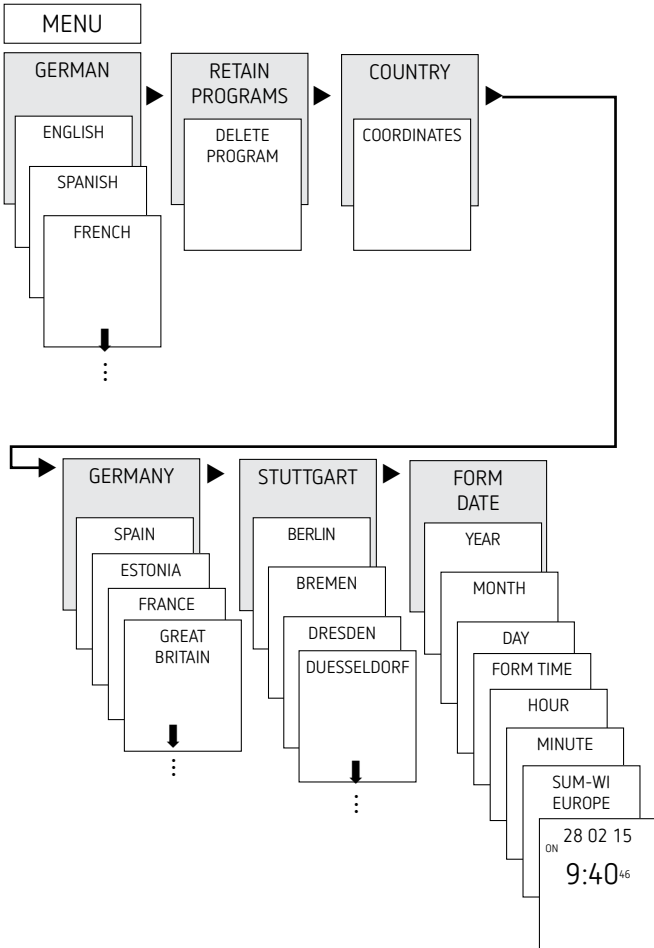 MENU
GERMAN
ENGLISH
SPANISH
FRENCH
RETAIN
PROGRAMS
DELETE
PROGRAM
COUNTRY
COORDINATES
GERMANY
SPAIN
ESTONIA
FRANCE
GREAT
BRITAIN
STUTTGART
BERLIN
BREMEN
DRESDEN
DUESSELDORF
FORM
DATE
YEAR
MONTH
DAY
FORM TIME
HOUR
MINUTE
SUM-WI
EUROPE
28 02 15
ON
9:40 46